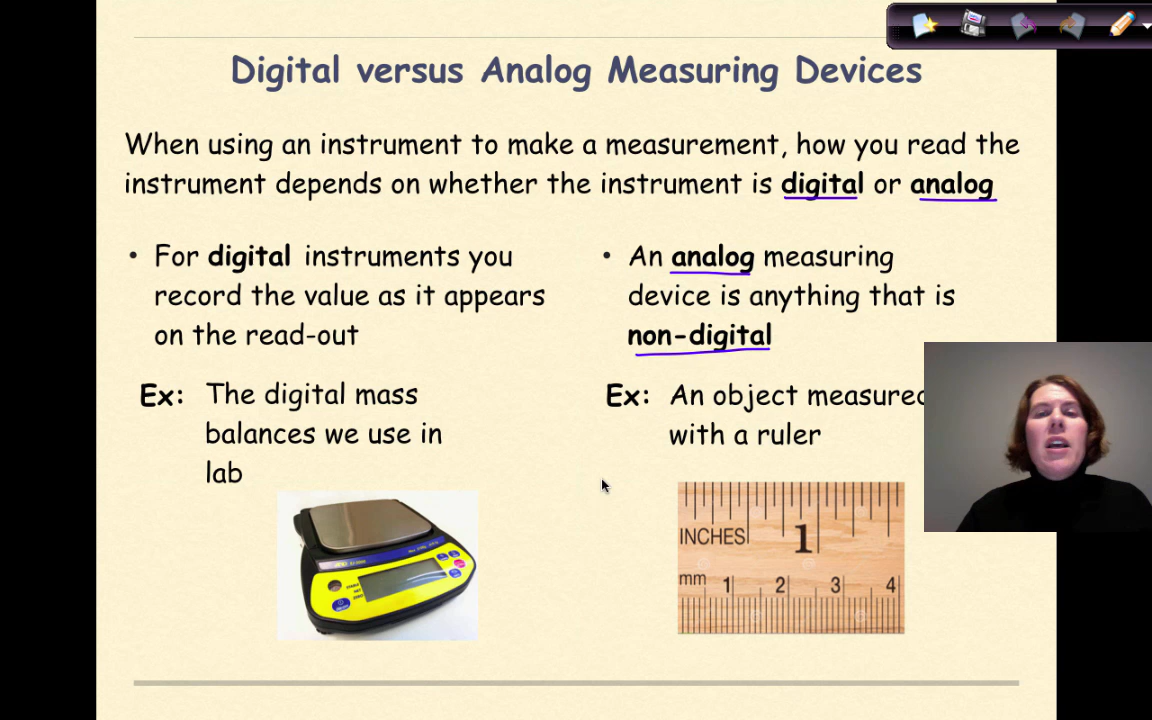 Digital versus Analog Measuring Devices
When using an instrument to make a measurement, how you read the
instrument depends on whether the instrument is digital or analog
• For digital instruments you
record the value as it appears
on the read-out
Ex: The digital mass
balances we use in
lab
• An analog measuring
device is anything that is
non-digital
Ex: An object measured
with a ruler
INCHES 1
mm 1 2 3 4